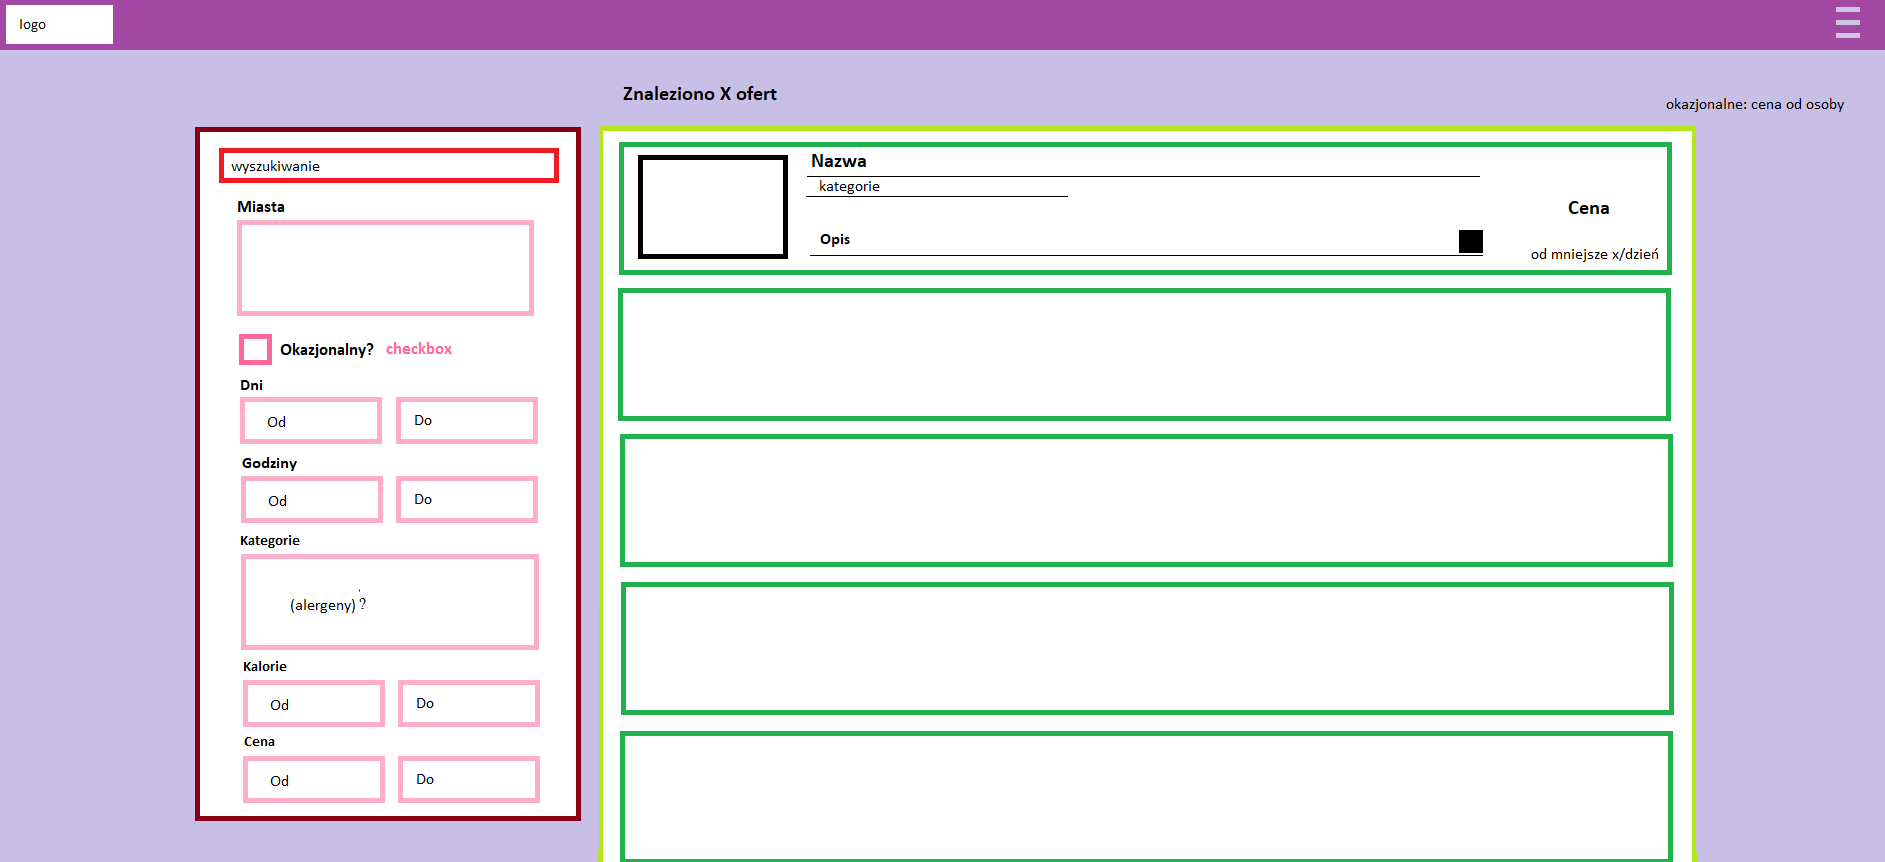 logo
Znaleziono X ofert
okazjonalne: cena od osoby
wyszukiwanie
Miasta
Okazjonalny? checkbox
Dni
Od
Do
Godziny
Od
Do
Kategorie
(alergeny) ?
Kalorie
Od
Do
Cena
Od
Do
Nazwa
kategorie
Opis
Cena
od mniejsze x/dzień